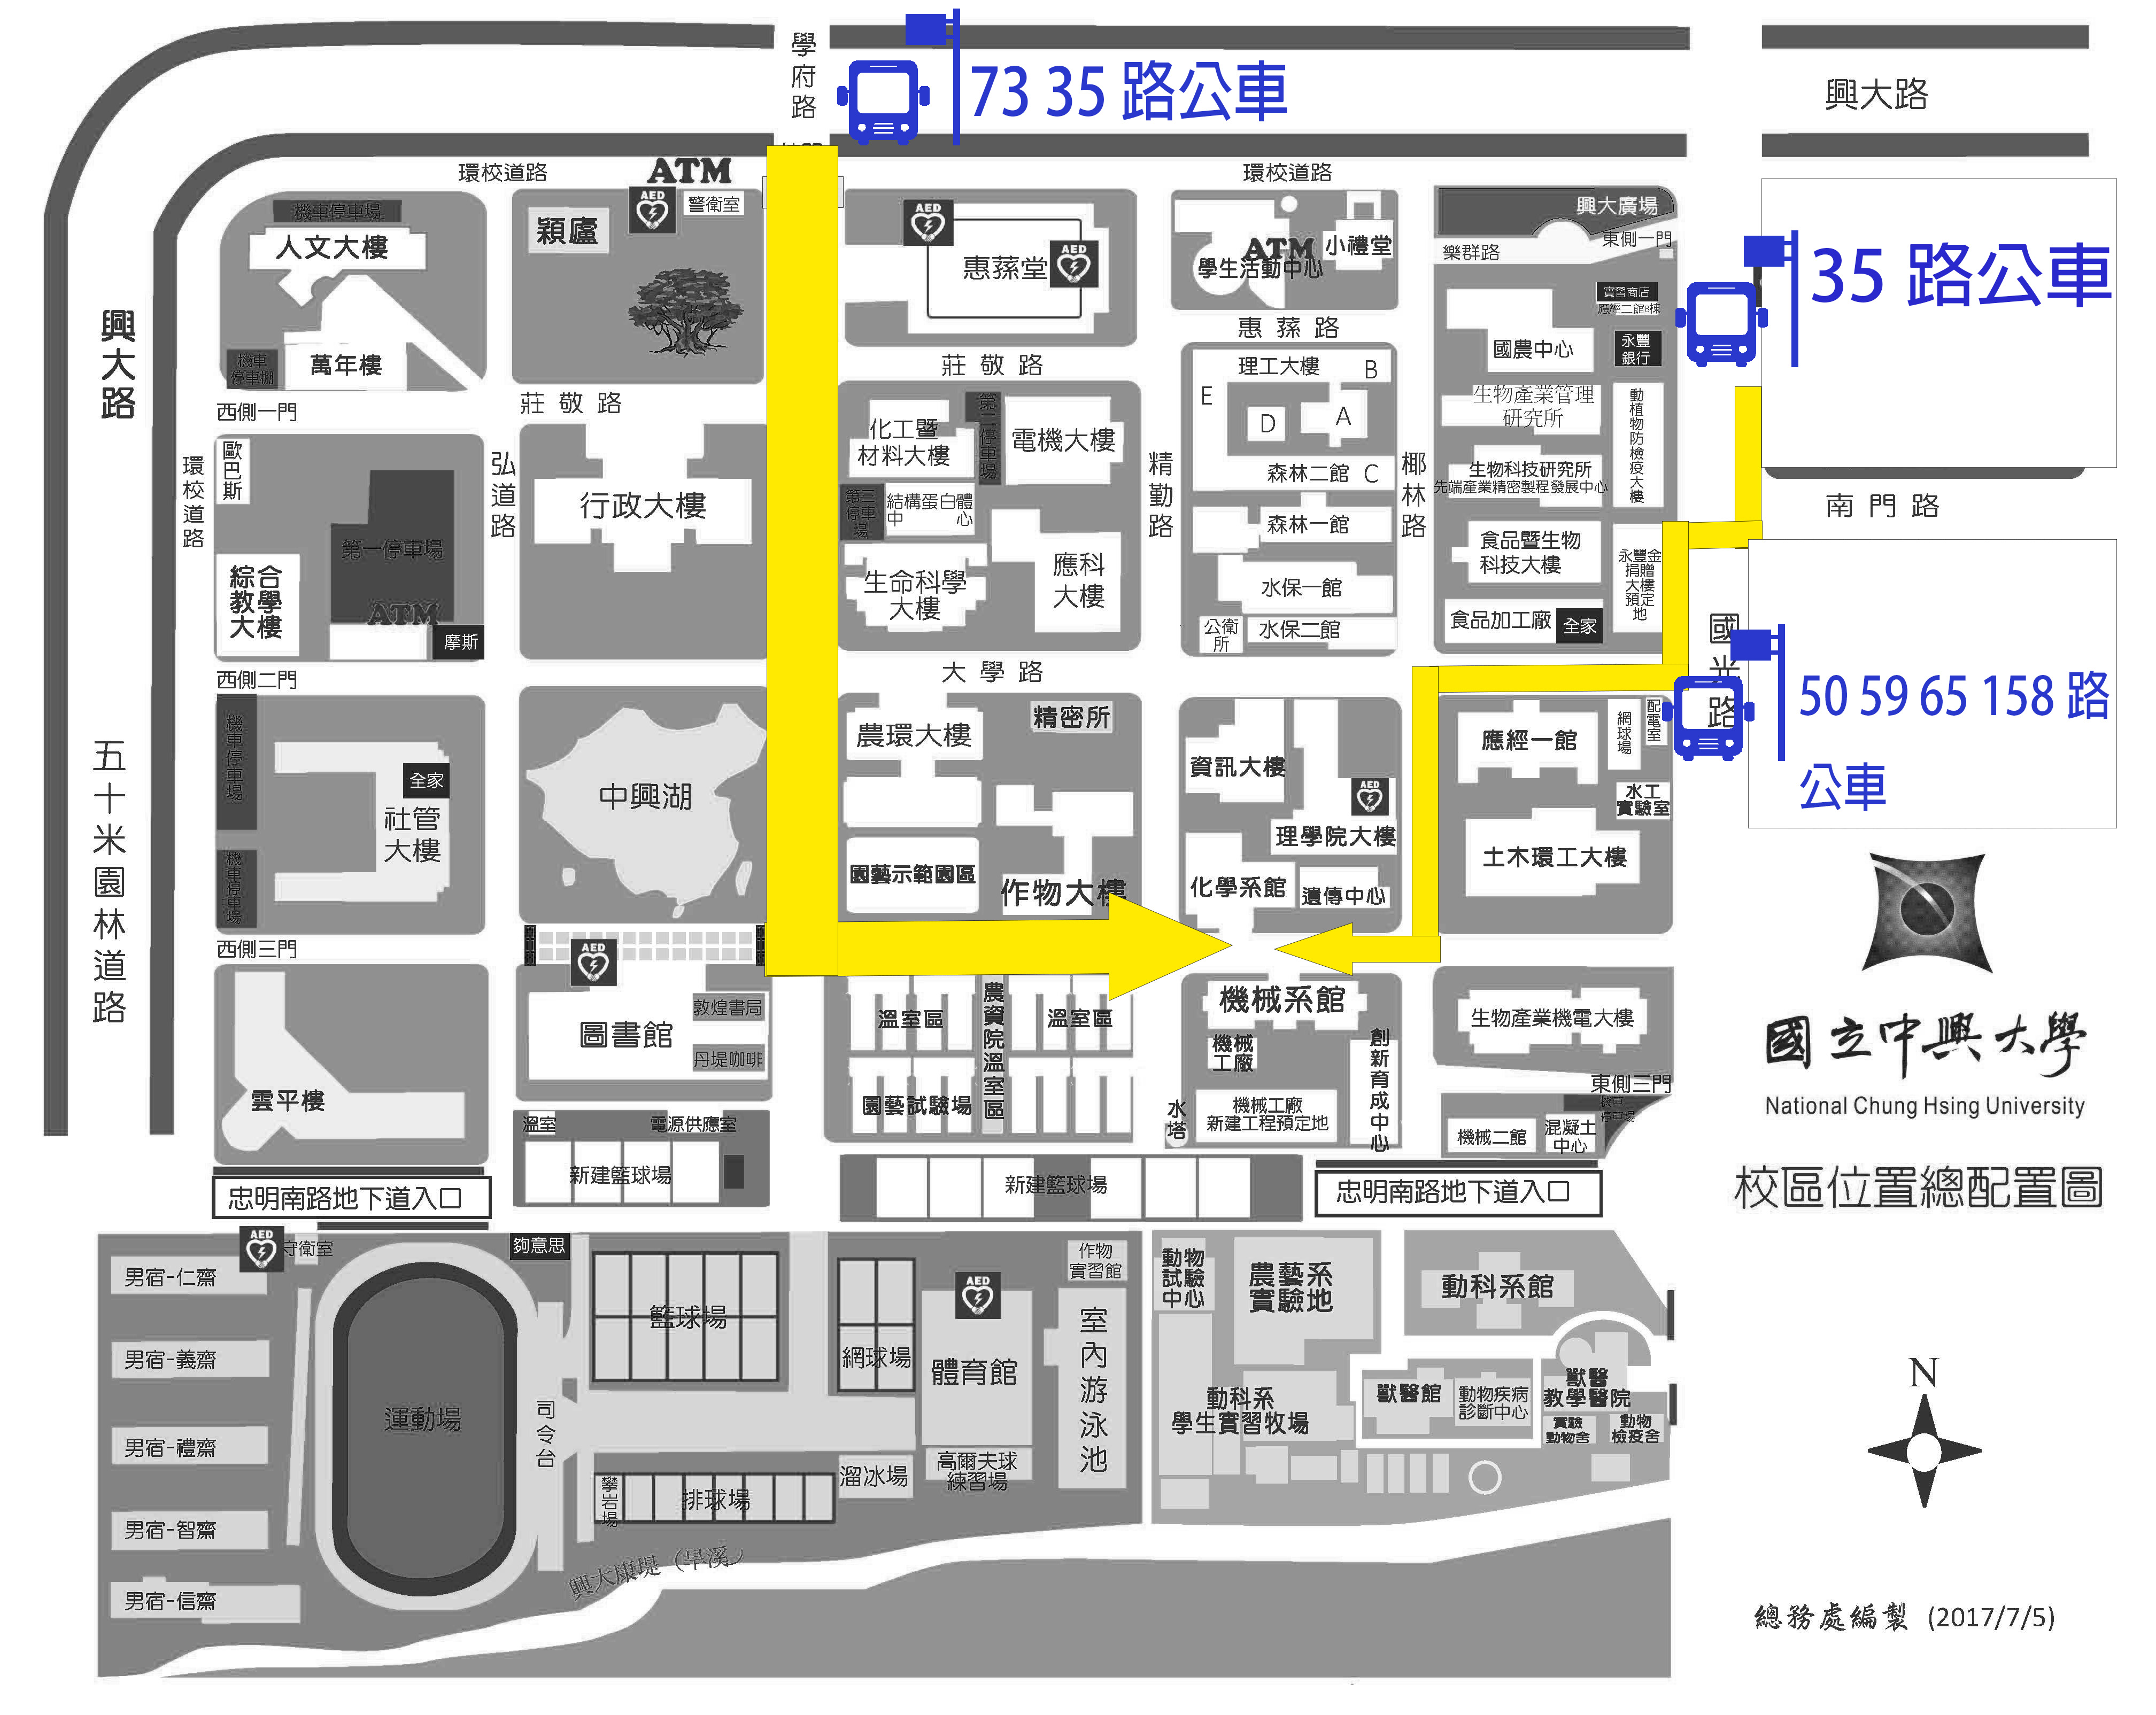 學府路
73 35 路公車
興大路
環校道路
ATM
環校道路
AED
警衛室
機車停車場
人文大樓
穎廬
AED
AED
惠蓀堂
ATM
學生活動中心
小禮堂
興大廣場
東側一門
樂群路
35 路公車
實習商店
應經二館B棟
永豐
銀行
國農中心
惠蓀路
興大路
機車
停車棚
萬年樓
莊敬路
莊敬路
理工大樓
A
B
C
D
E
西側一門
歐巴斯
環校道路
弘道路
第一停車場
ATM
摩斯
綜合
教學
大樓
行政大樓
化工暨
材料大樓
第二停車場
電機大樓
第三停車場
結構蛋白體
中心
生命科學
大樓
應科
大樓
精勤路
森林二館
森林一館
水保一館
公衛所
水保二館
椰林路
生物產業管理
研究所
動植物防檢疫大樓
生物科技研究所
先端產業精密製程發展中心
食品暨生物
科技大樓
永豐金
捐贈
大樓
預定
地
食品加工廠
全家
南門路
國光路
50 59 65 158 路
公車
西側二門
大學路
五十米園林道路
機車停車場
全家
社管
大樓
機車停車場
中興湖
農環大樓
精密所
園藝示範園區
作物大樓
資訊大樓
AED
理學院大樓
化學系館
遺傳中心
應經一館
網球場
配電室
水工
實驗室
土木環工大樓
國立中興大學
National Chung Hsing University
校區位置總配置圖
西側三門
AED
圖書館
敦煌書局
丹堤咖啡
雲平樓
溫室區
農資院溫室區
溫室區
園藝試驗場
機械系館
機械
工廠
創新育成中心
水塔
機械工廠
新建工程預定地
生物產業機電大樓
東側三門
機械二館
混凝土
中心
溫室
電源供應室
新建籃球場
新建籃球場
忠明南路地下道入口
忠明南路地下道入口
AED
守衛室
夠意思
男宿-仁齋
男宿-義齋
男宿-禮齋
男宿-智齋
男宿-信齋
運動場
司令台
籃球場
網球場
AED
體育館
作物
實習館
室內游泳池
攀岩場
排球場
溜冰場
高爾夫球
練習場
興大康堤（旱溪）
動物
試驗
中心
農藝系
實驗地
動科系館
動科系
學生實習牧場
獸醫館
動物疾病
診斷中心
獸醫
教學醫院
實驗
動物舍
動物
檢疫舍
N
總務處編製 (2017/7/5)